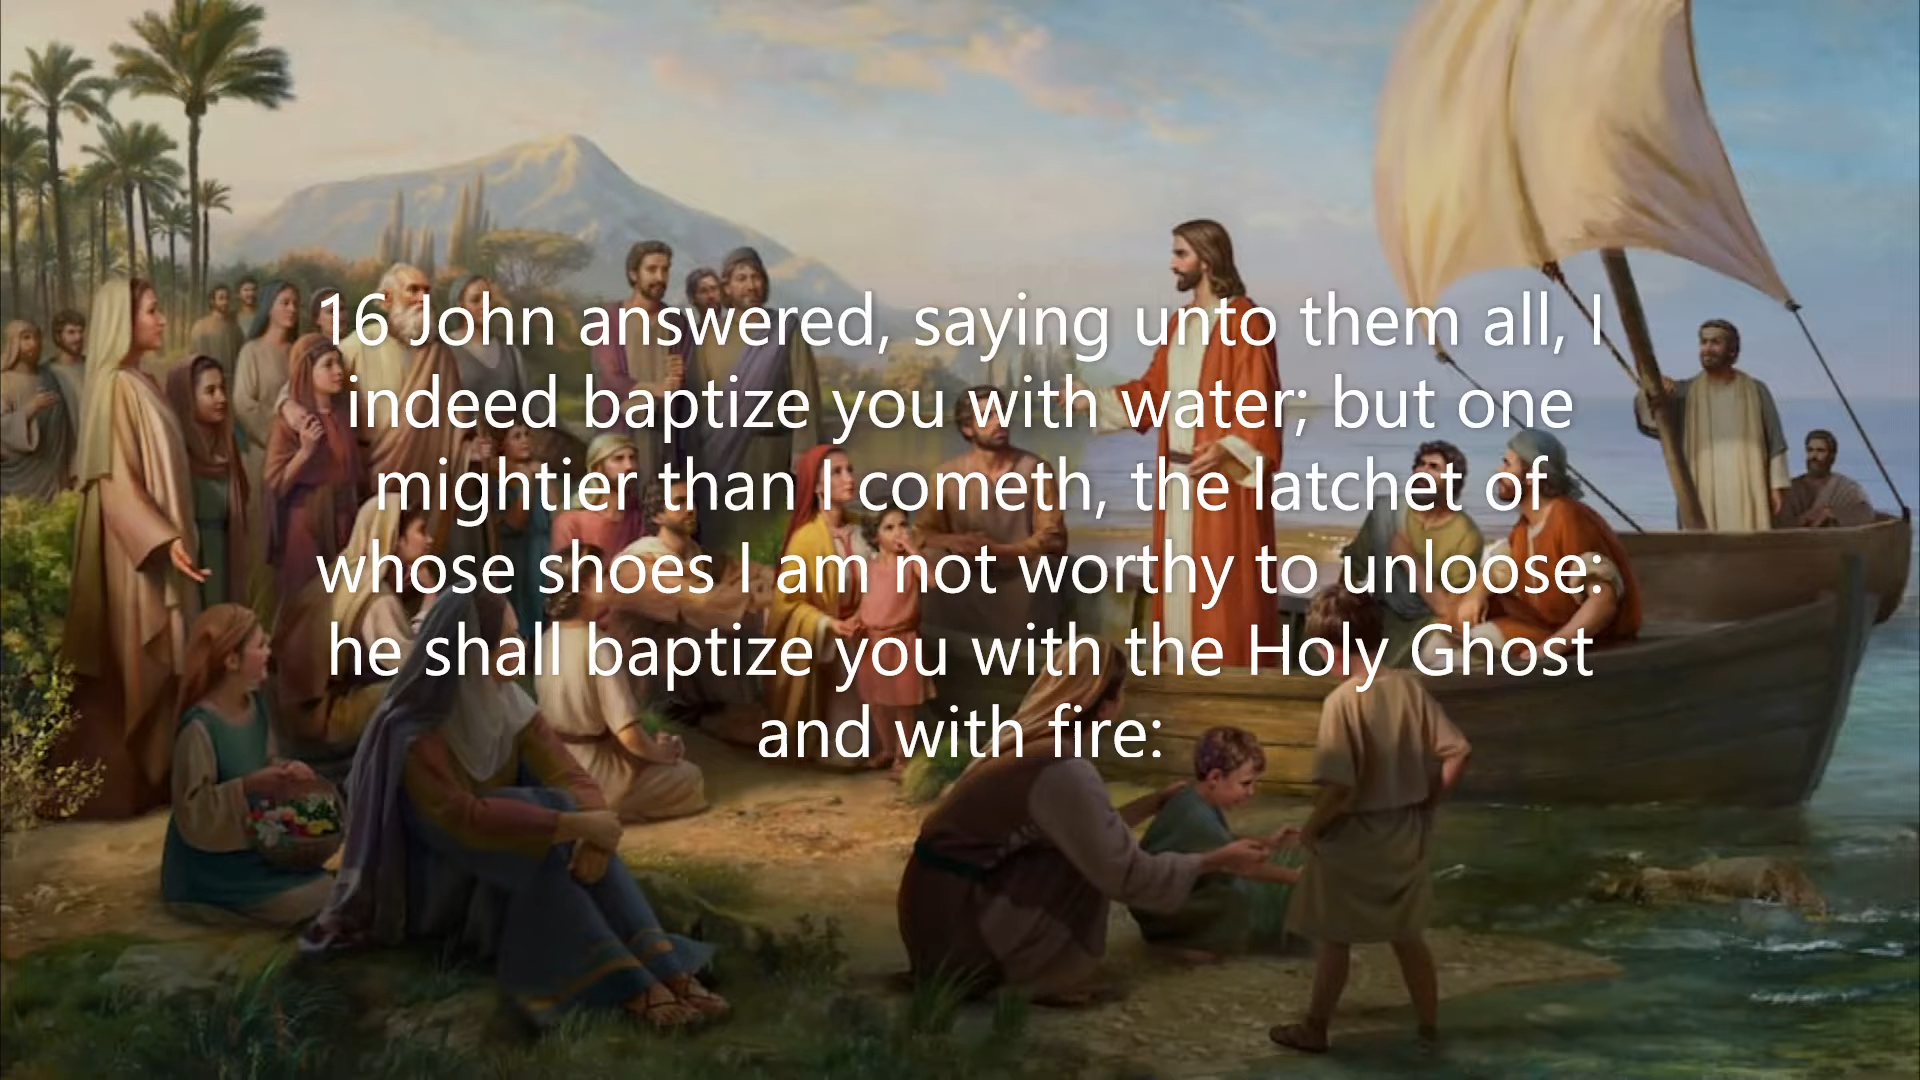 16 John answered, saying unto them all, I
indeed baptize you with water; but one
mightier than I cometh, the latchet of
whose shoes I am not worthy to unloose:
he shall baptize you with the Holy Ghost
and with fire: